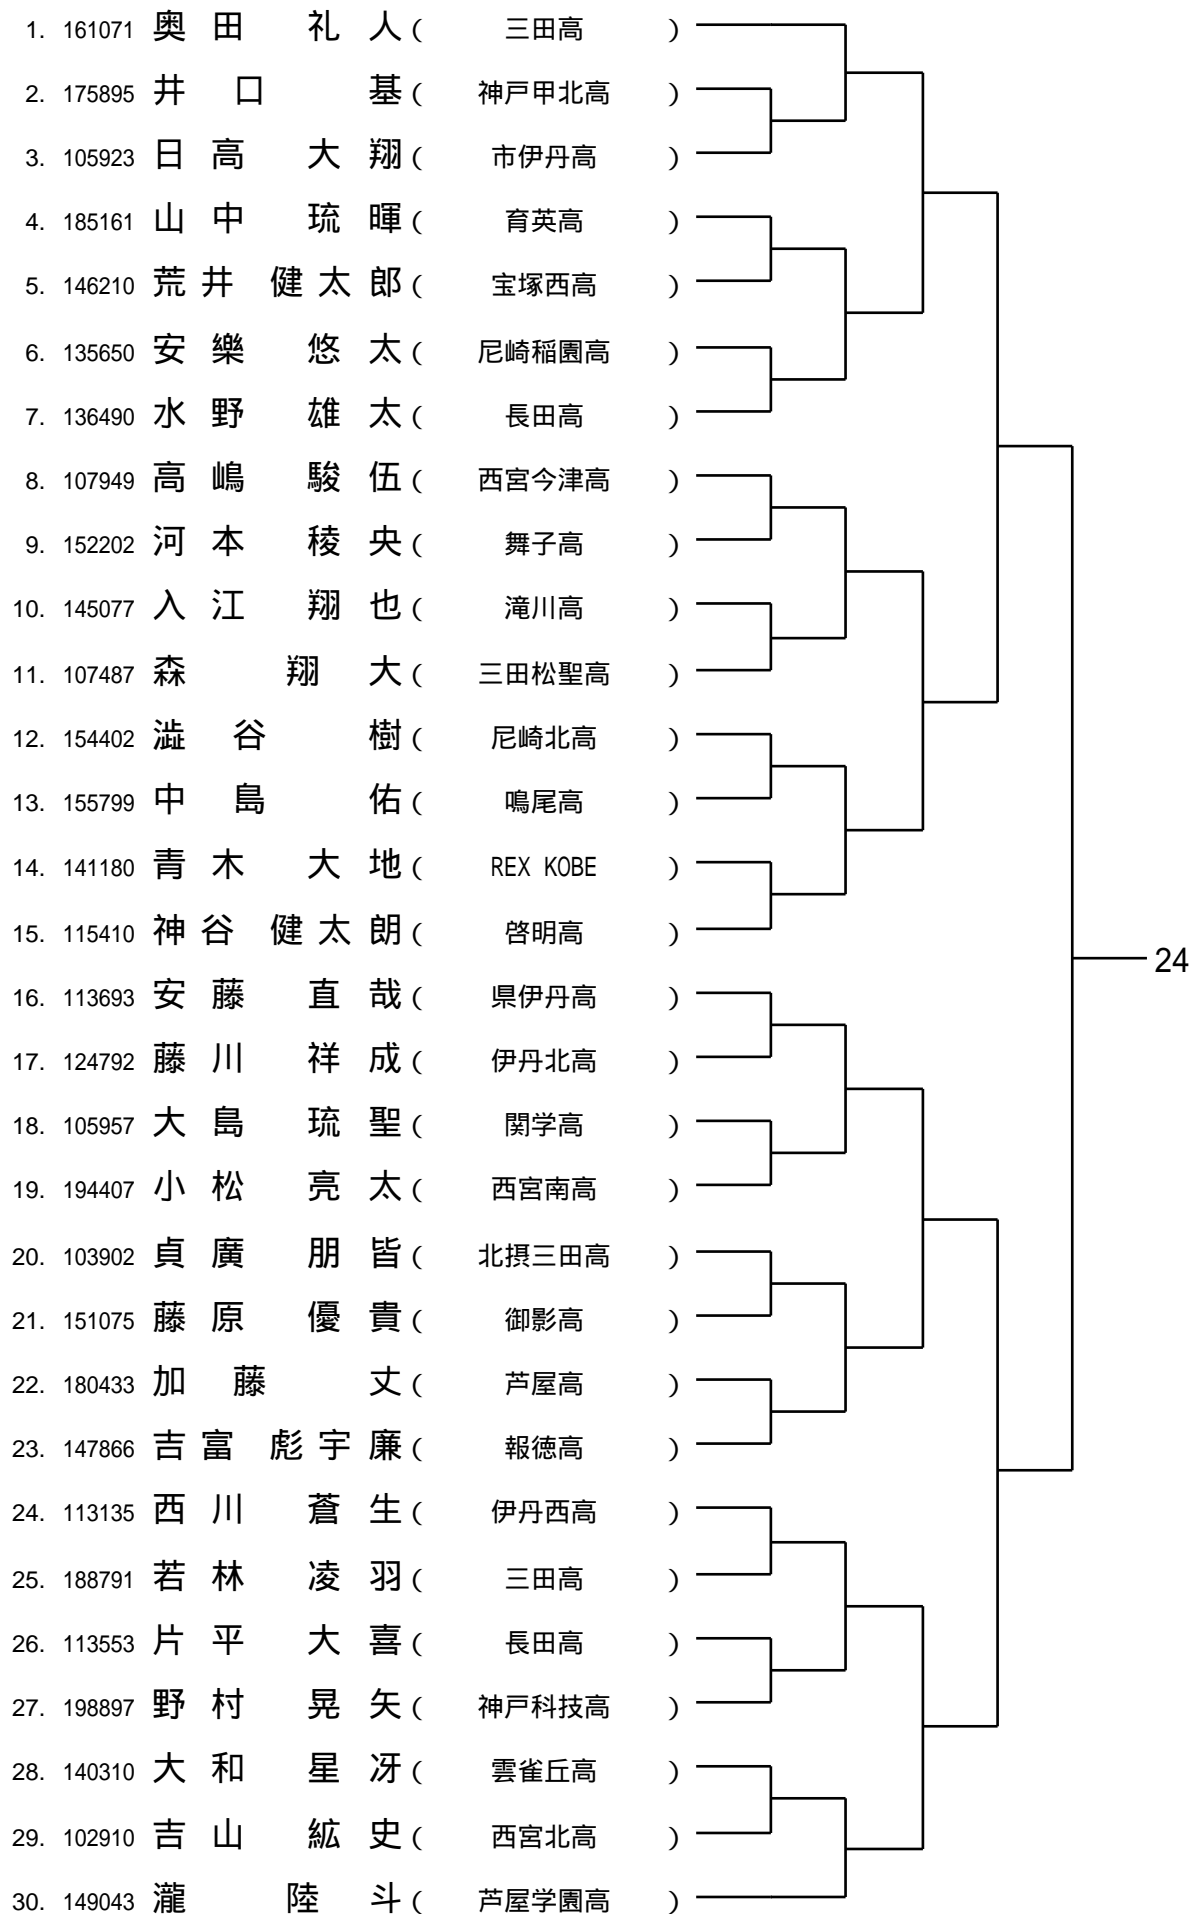 1. 161071 奥田 礼人 ( 三田高 )
2. 175895 井口 基 ( 神戸甲北高 )
3. 105923 日高 大翔 ( 市伊丹高 )
4. 185161 山中 琉暉 ( 育英高 )
5. 146210 荒井 健太郎 ( 宝塚西高 )
6. 135650 安樂 悠太 ( 尼崎稲園高 )
7. 136490 水野 雄太 ( 長田高 )
8. 107949 高嶋 駿伍 ( 西宮今津高 )
9. 152202 河本 稜央 ( 舞子高 )
10. 145077 入江 翔也 ( 滝川高 )
11. 107487 森 翔大 ( 三田松聖高 )
12. 154402 澁谷 樹 ( 尼崎北高 )
13. 155799 中島 佑 ( 鳴尾高 )
14. 141180 青木 大地 ( REX KOBE )
15. 115410 神谷 健太朗 ( 啓明高 )
24
16. 113693 安藤 直哉 ( 県伊丹高 )
17. 124792 藤川 祥成 ( 伊丹北高 )
18. 105957 大島 琉聖 ( 関学高 )
19. 194407 小松 亮太 ( 西宮南高 )
20. 103902 貞廣 朋皆 ( 北摂三田高 )
21. 151075 藤原 優貴 ( 御影高 )
22. 180433 加藤 丈 ( 芦屋高 )
23. 147866 吉富 彪宇廉 ( 報徳高 )
24. 113135 西川 蒼生 ( 伊丹西高 )
25. 188791 若林 凌羽 ( 三田高 )
26. 113553 片平 大喜 ( 長田高 )
27. 198897 野村 晃矢 ( 神戸科技高 )
28. 140310 大和 星冴 ( 雲雀丘高 )
29. 102910 吉山 紘史 ( 西宮北高 )
30. 149043 瀧 陸斗 ( 芦屋学園高 )